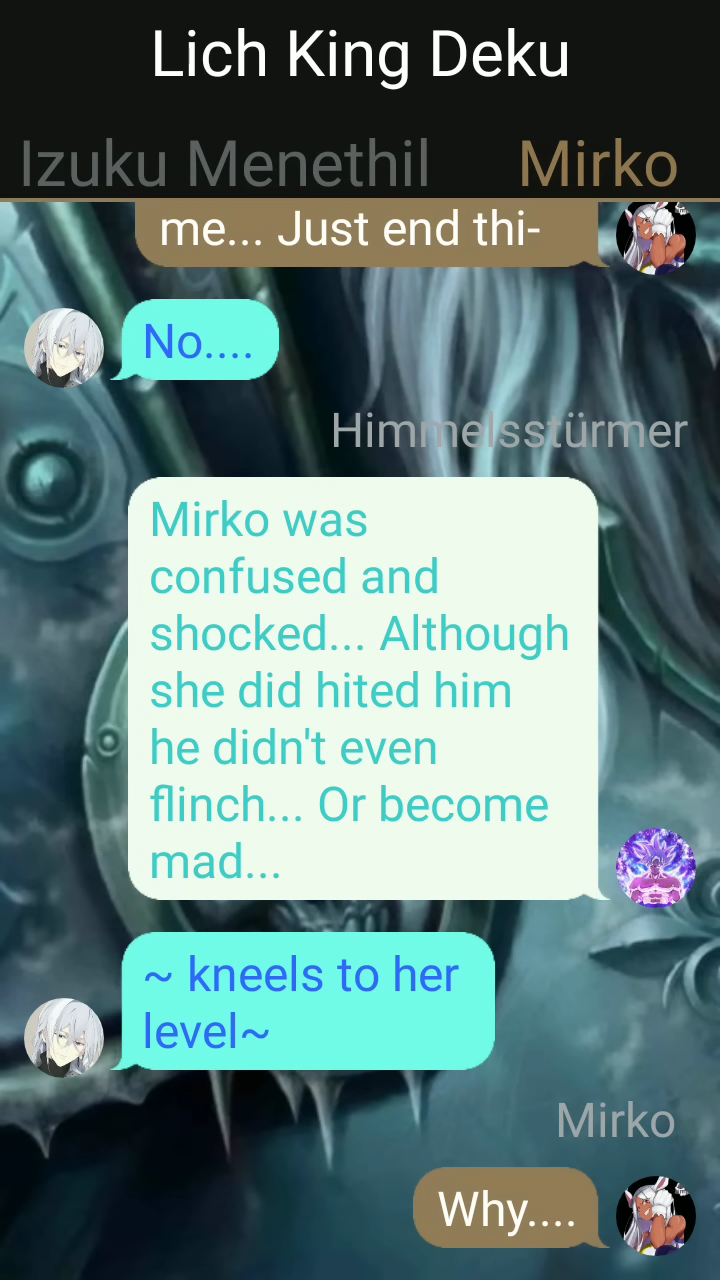 Lich King Deku
Izuku Menethil
Mirko
me... Just end thi-
No....
Himmelsstürmer
Mirko was
confused and
shocked... Although
she did hited him
he didn't even
flinch... Or become
mad...
~ kneels to her
level~
Mirko
Why....